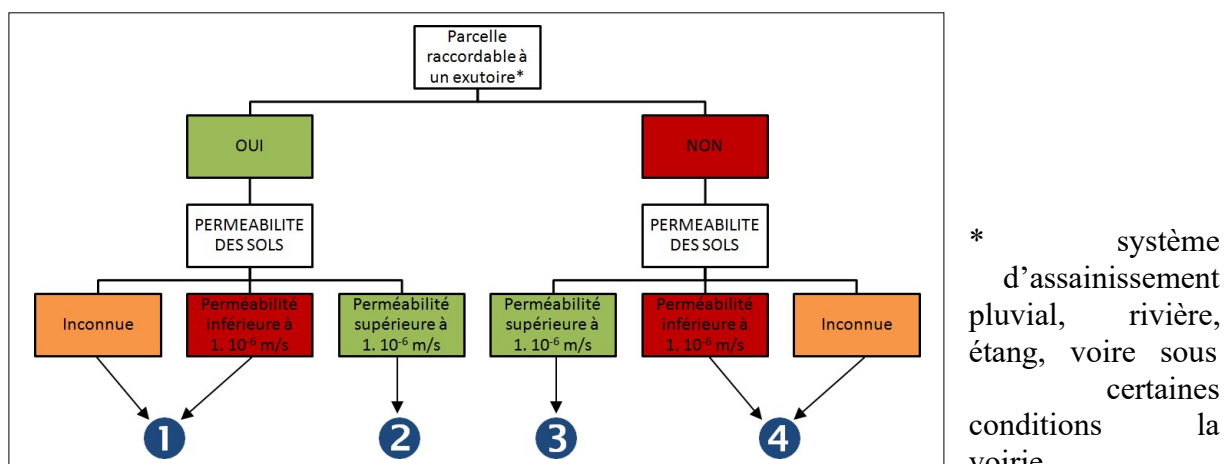 Parcelle
raccordable à
un exutoire*
OUI
NON
PERMEABILITE
DES SOLS
PERMEABILITE
DES SOLS
Inconnue
Perméabilité
inférieure à
1. 10⁻⁶ m/s
Perméabilité
supérieure à
1. 10⁻⁶ m/s
Perméabilité
supérieure à
1. 10⁻⁶ m/s
Perméabilité
inférieure à
1. 10⁻⁶ m/s
Inconnue
1
2
3
4
* système
d’assainissement
pluvial, rivière,
étang, voire sous
certaines
conditions la
voirie